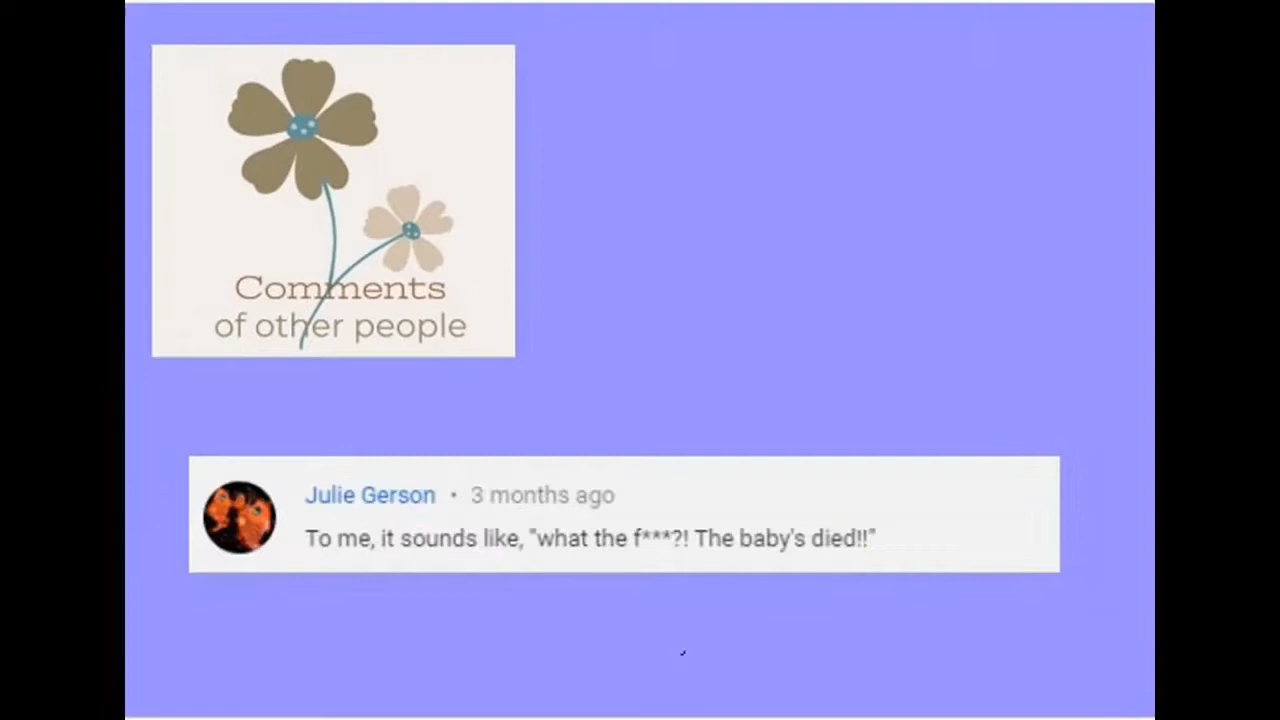 Comments
of other people
Julie Gerson • 3 months ago
To me, it sounds like, "what the f***?! The baby's died!!"